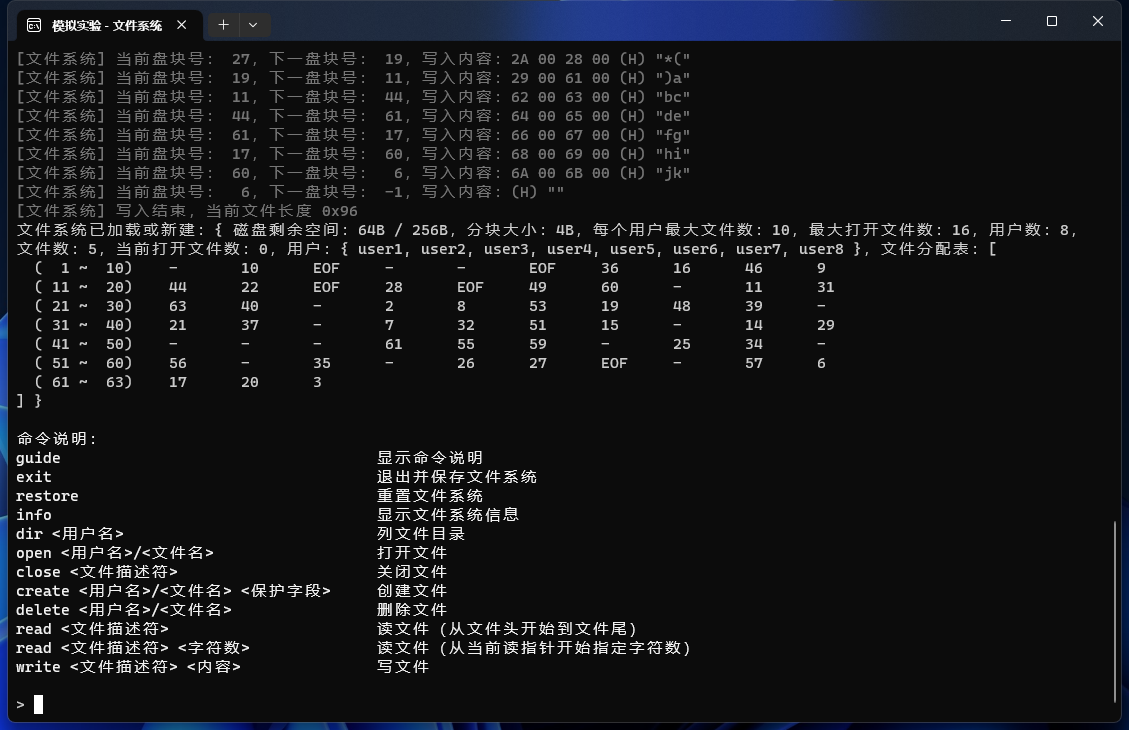 模拟实验 - 文件系统
[文件系统] 当前盘块号:  27, 下一盘块号:  19, 写入内容: 2A 00 28 00 (H) "*("
[文件系统] 当前盘块号:  19, 下一盘块号:  11, 写入内容: 29 00 61 00 (H) ")a"
[文件系统] 当前盘块号:  11, 下一盘块号:  44, 写入内容: 62 00 63 00 (H) "bc"
[文件系统] 当前盘块号:  44, 下一盘块号:  61, 写入内容: 64 00 65 00 (H) "de"
[文件系统] 当前盘块号:  61, 下一盘块号:  17, 写入内容: 66 00 67 00 (H) "fg"
[文件系统] 当前盘块号:  17, 下一盘块号:  60, 写入内容: 68 00 69 00 (H) "hi"
[文件系统] 当前盘块号:  60, 下一盘块号:   6, 写入内容: 6A 00 6B 00 (H) "jk"
[文件系统] 当前盘块号:   6, 下一盘块号:  -1, 写入内容: (H) ""
[文件系统] 写入结束, 当前文件长度 0x96
文件系统已加载或新建: { 磁盘剩余空间: 64B / 256B, 分块大小: 4B, 每个用户最大文件数: 10, 最大打开文件数: 16, 用户数: 8,
文件数: 5, 当前打开文件数: 0, 用户: { user1, user2, user3, user4, user5, user6, user7, user8 }, 文件分配表: [
  (  1 ~  10)    -       10      EOF     -       -       EOF     36      16      46      9
  ( 11 ~  20)    44      22      EOF     28      EOF     49      60      -       11      31
  ( 21 ~  30)    63      40      -       2       8       53      19      48      39      -
  ( 31 ~  40)    21      37      -       7       32      51      15      -       14      29
  ( 41 ~  50)    -       -       -       61      55      59      -       25      34      -
  ( 51 ~  60)    56      -       35      -       26      27      EOF     -       57      6
  ( 61 ~  63)    17      20      3
] }
命令说明:
guide                                   显示命令说明
exit                                    退出并保存文件系统
restore                                 重置文件系统
info                                    显示文件系统信息
dir <用户名>                            列文件目录
open <用户名>/<文件名>                  打开文件
close <文件描述符>                      关闭文件
create <用户名>/<文件名> <保护字段>     创建文件
delete <用户名>/<文件名>                删除文件
read <文件描述符>                       读文件 (从文件头开始到文件尾)
read <文件描述符> <字符数>              读文件 (从当前读指针开始指定字符数)
write <文件描述符> <内容>               写文件
>